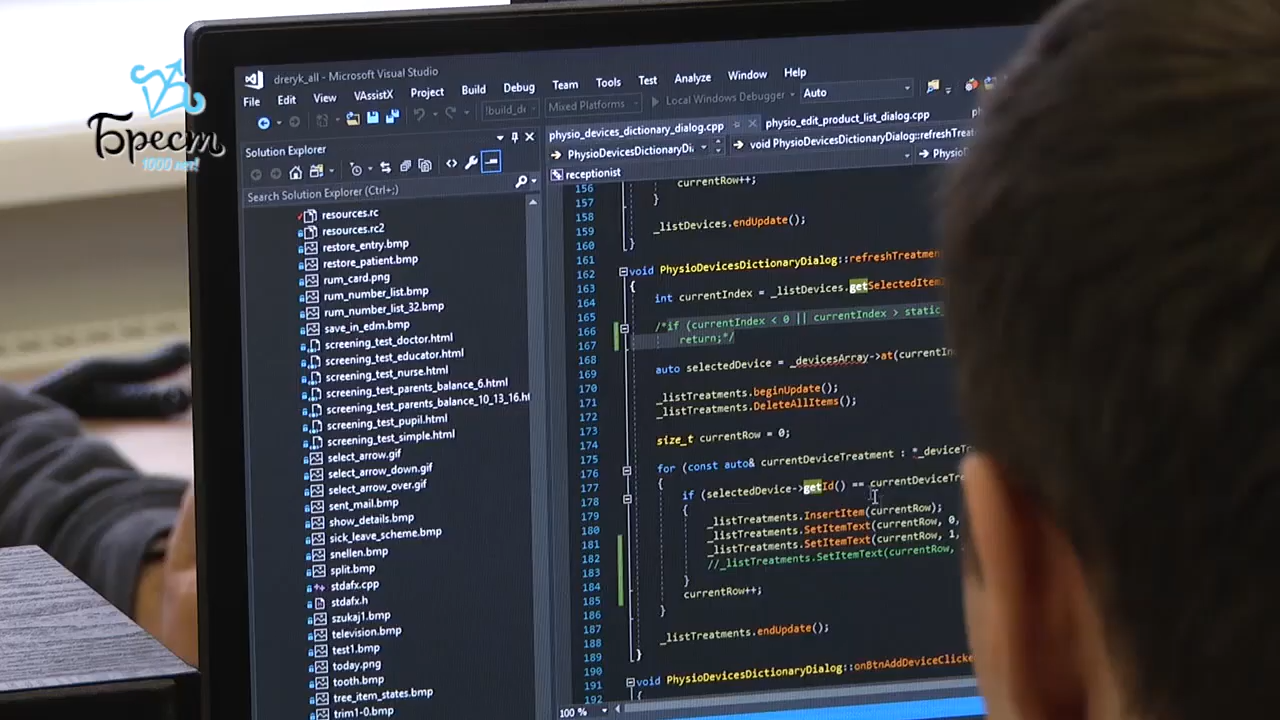 Брест
1000 лет!
dreryk_all - Microsoft Visual Studio
File Edit View VAssistX Project Build Debug Team Tools Test Analyze Window Help
Mixed Platforms
Local Windows Debugger
Auto
Solution Explorer
Search Solution Explorer (Ctrl+;)
resources.rc
resources.rc2
restore_entry.bmp
restore_patient.bmp
rum_card.png
rum_number_list.bmp
rum_number_list_32.bmp
save_in_edm.bmp
screening_test_doctor.html
screening_test_educator.html
screening_test_nurse.html
screening_test_parents_balance_6.html
screening_test_parents_balance_10_13_16.ht
screening_test_pupil.html
screening_test_simple.html
select_arrow.gif
select_arrow_down.gif
select_arrow_over.gif
sent_mail.bmp
show_details.bmp
sick_leave_scheme.bmp
snellen.bmp
split.bmp
stdafx.cpp
stdafx.h
szukaj1.bmp
television.bmp
test1.bmp
today.png
tooth.bmp
tree_item_states.bmp
trim1-0.bmp
physio_devices_dictionary_dialog.cpp
physio_edit_product_list_dialog.cpp
PhysioDevicesDictionaryDi
void PhysioDevicesDictionaryDialog::refreshTreat
receptionist
156 currentRow++;
157 }
158
159 _listDevices.endUpdate();
160 }
161
162 void PhysioDevicesDictionaryDialog::refreshTreatmen
163 {
164 int currentIndex = _listDevices.getSelectedItem
165
166 /*if (currentIndex < 0 || currentIndex > static_
167 return;*/
168 auto selectedDevice = _devicesArray->at(currentIn
169
170 _listTreatments.beginUpdate();
171 _listTreatments.DeleteAllItems();
172
173 size_t currentRow = 0;
174
175 for (const auto& currentDeviceTreatment : *_deviceTr
176 {
177 if (selectedDevice->getId() == currentDeviceTre
178 {
179 _listTreatments.InsertItem(currentRow);
180 _listTreatments.SetItemText(currentRow, 0,
181 _listTreatments.SetItemText(currentRow, 1,
182 //_listTreatments.SetItemText(currentRow,
183 }
184 currentRow++;
185 }
186
187 _listTreatments.endUpdate();
188
189 }
190
191 void PhysioDevicesDictionaryDialog::onBtnAddDeviceClicke
192 {
100 %